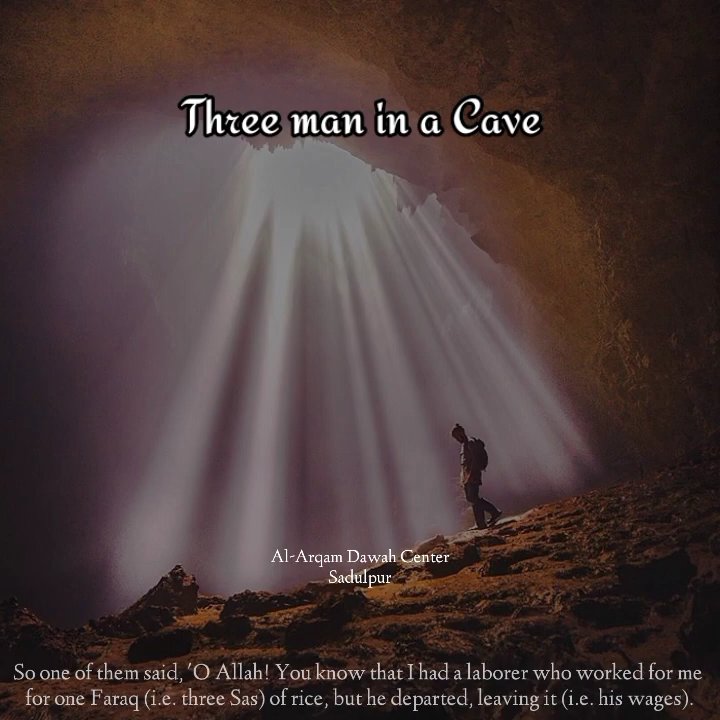 Three man in a Cave
Al-Arqam Dawah Center
Sadulpur
So one of them said, 'O Allah! You know that I had a laborer who worked for me
for one Faraq (i.e. three Sas) of rice, but he departed, leaving it (i.e. his wages).